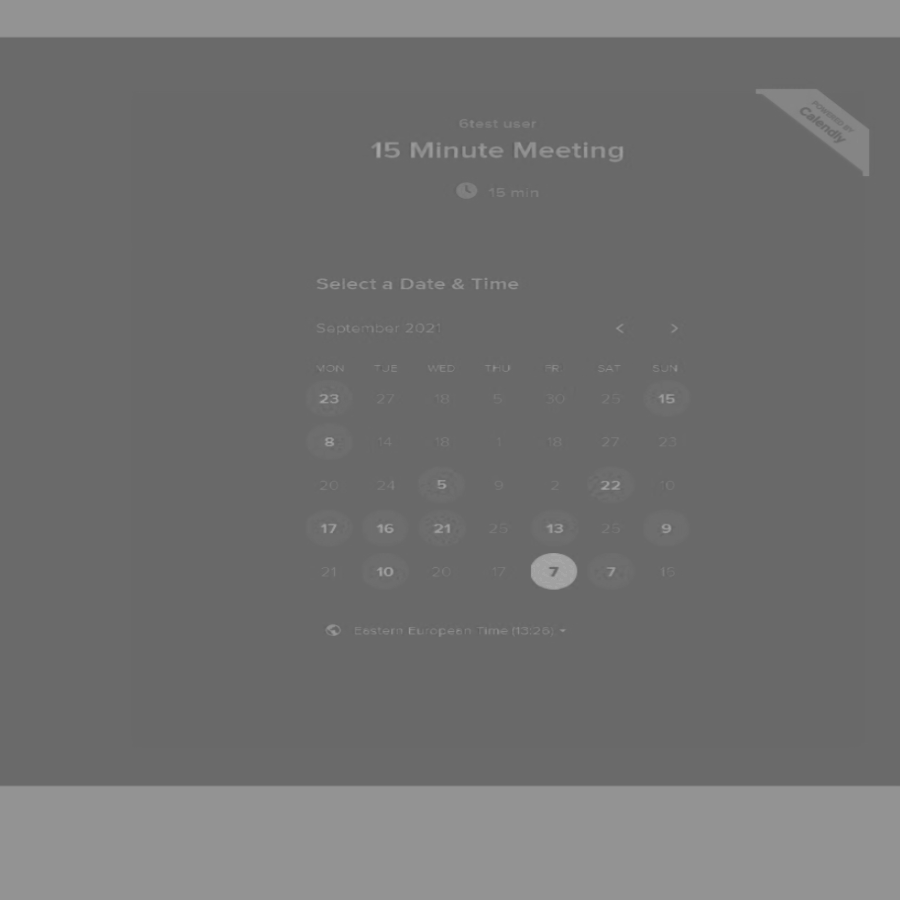 POWERED BY
Calendly
6test user
15 Minute Meeting
15 min
Select a Date & Time
September 2021
MON TUE WED THU FRI SAT SUN
23 27 18 5 30 25 15
8 14 18 1 18 27 23
20 24 5 9 2 22 10
17 16 21 25 13 25 9
21 10 20 17 7 7 15
Eastern European Time (13:26)